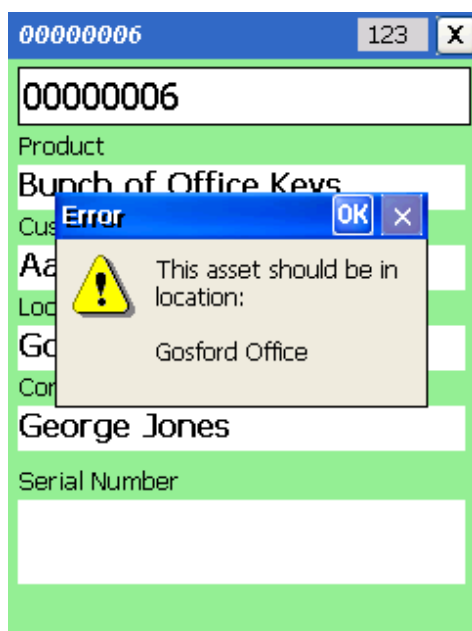 00000006 123 X
00000006
Product
Bunch of Office Keys
Error OK
This asset should be in
location:
Gosford Office
George Jones
Serial Number